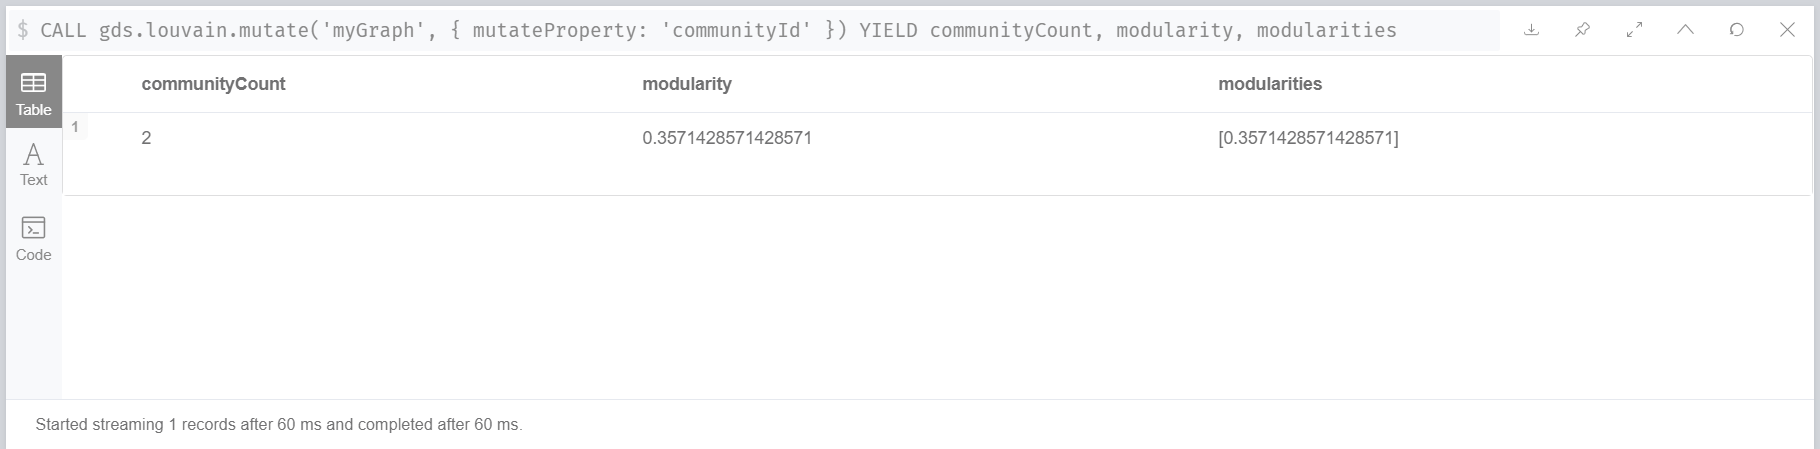 $ CALL gds.louvain.mutate('myGraph', { mutateProperty: 'communityId' }) YIELD communityCount, modularity, modularities
communityCount modularity modularities
Table
1 2 0.3571428571428571 [0.3571428571428571]
A
Text
Code
Started streaming 1 records after 60 ms and completed after 60 ms.